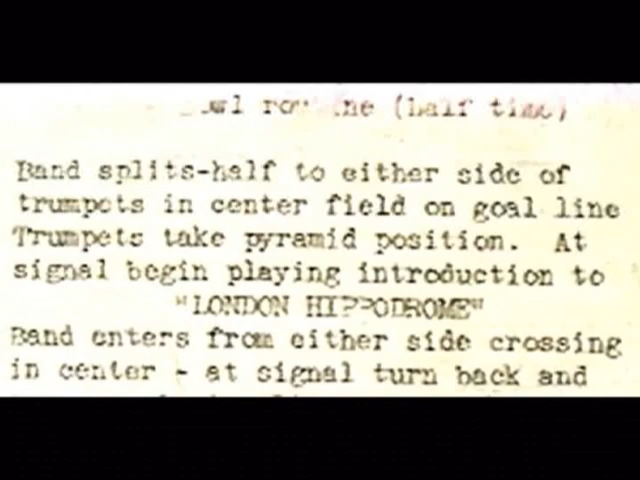 (half time)
Band splits-half to either side of
trumpets in center field on goal line
Trumpets take pyramid position. At
signal begin playing introduction to
"LONDON HIPPODROME"
Band enters from either side crossing
in center - at signal turn back and